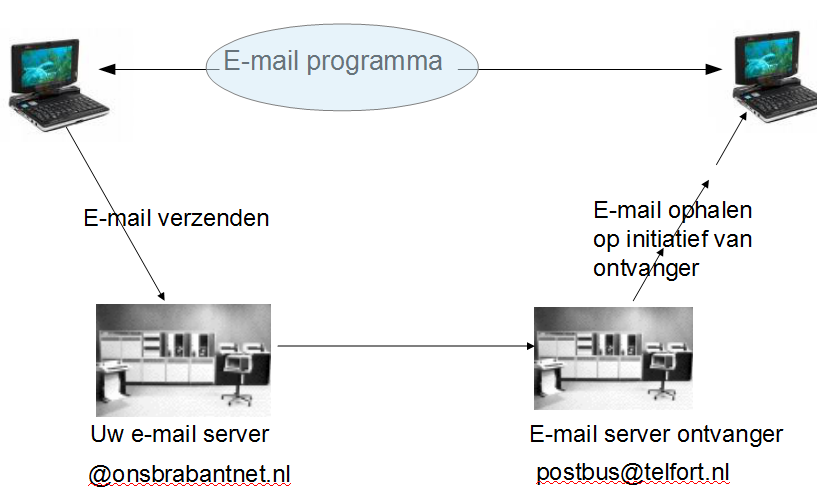 E-mail programma
E-mail verzenden
E-mail ophalen
op initiatief van
ontvanger
Uw e-mail server
@onsbrabantnet.nl
E-mail server ontvanger
postbus@telfort.nl